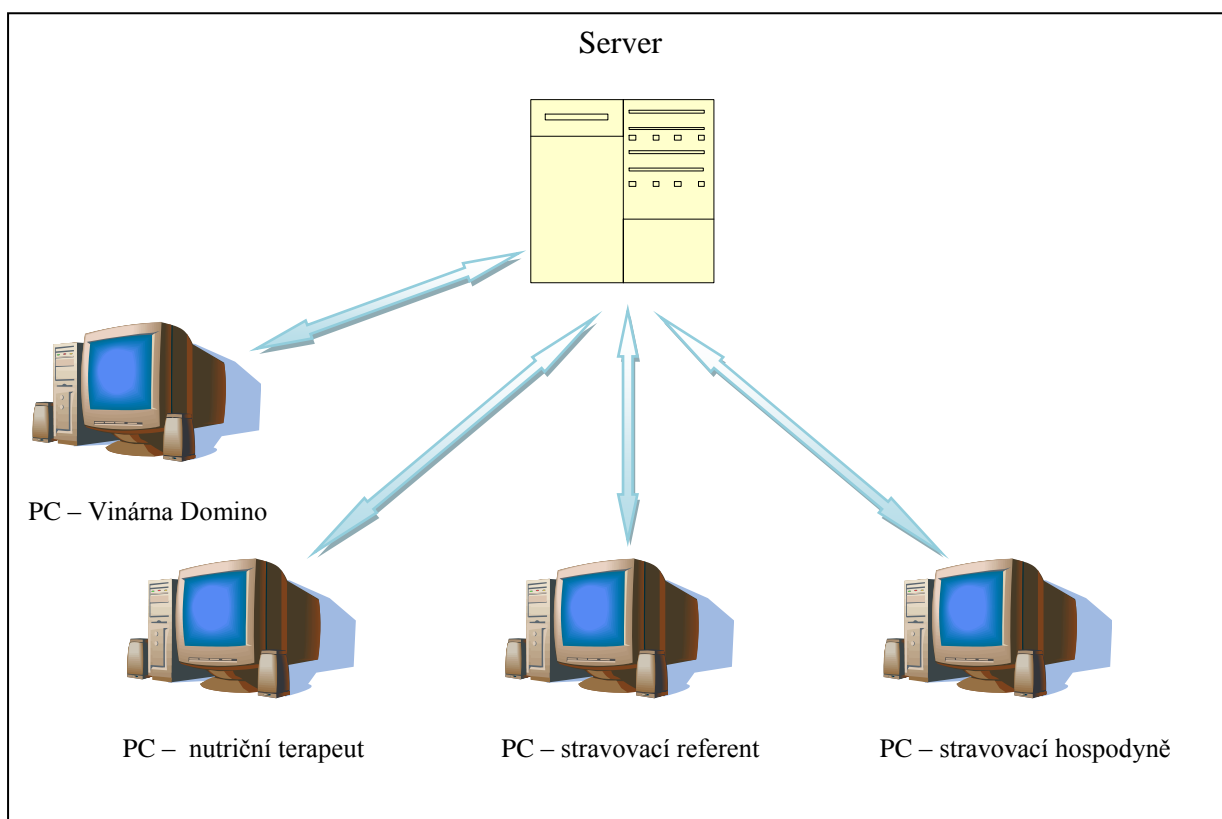 Server
PC – Vinárna Domino
PC – nutriční terapeut
PC – stravovací referent
PC – stravovací hospodyně